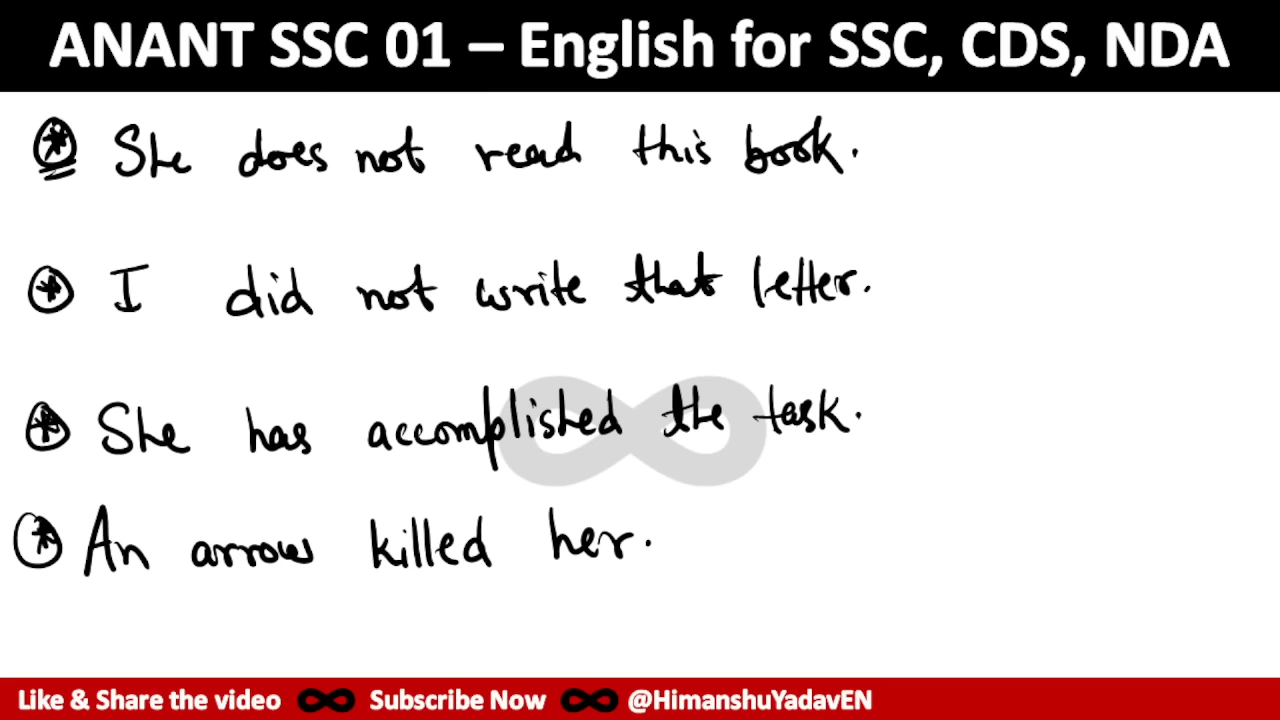 ANANT SSC 01 – English for SSC, CDS, NDA
She does not read this book.
I did not write that letter.
She has accomplished the task.
An arrow killed her.
Like & Share the video Subscribe Now @HimanshuYadavEN